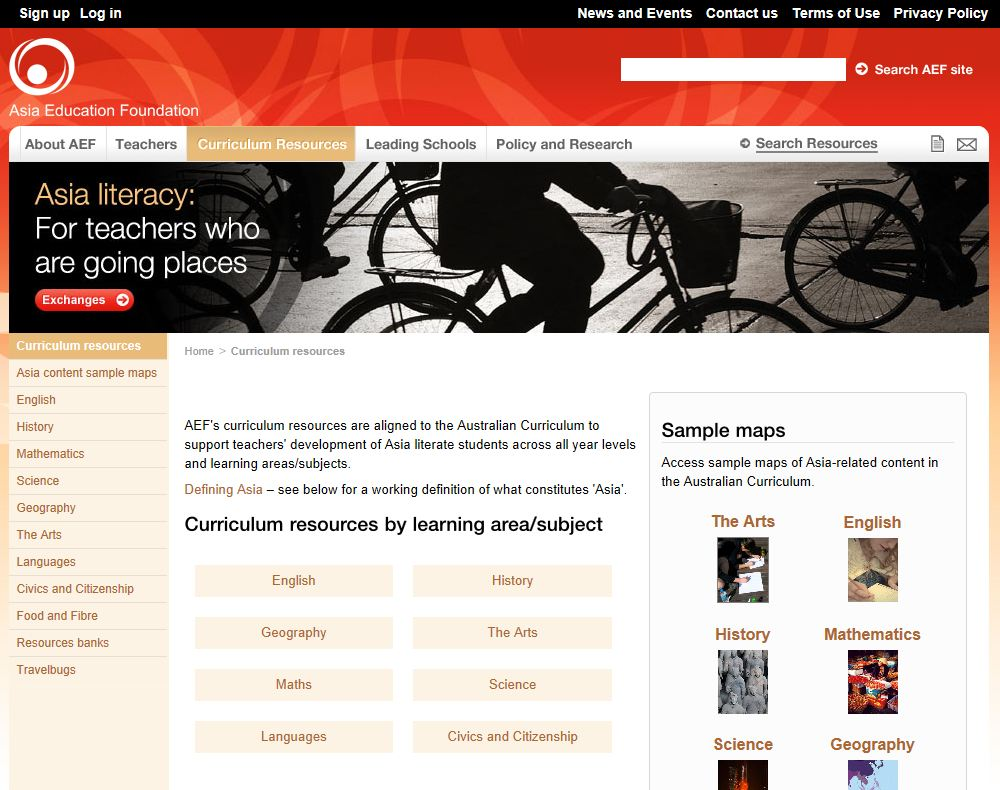 Sign up Log in
News and Events Contact us Terms of Use Privacy Policy
Search AEF site
Asia Education Foundation
About AEF Teachers Curriculum Resources Leading Schools Policy and Research Search Resources
Asia literacy:
For teachers who
are going places
Exchanges
Curriculum resources
Asia content sample maps
English
History
Mathematics
Science
Geography
The Arts
Languages
Civics and Citizenship
Food and Fibre
Resources banks
Travelbugs
Home > Curriculum resources
AEF's curriculum resources are aligned to the Australian Curriculum to
support teachers' development of Asia literate students across all year levels
and learning areas/subjects.
Defining Asia – see below for a working definition of what constitutes 'Asia'.
Curriculum resources by learning area/subject
English History
Geography The Arts
Maths Science
Languages Civics and Citizenship
Sample maps
Access sample maps of Asia-related content in
the Australian Curriculum.
The Arts English
History Mathematics
Science Geography